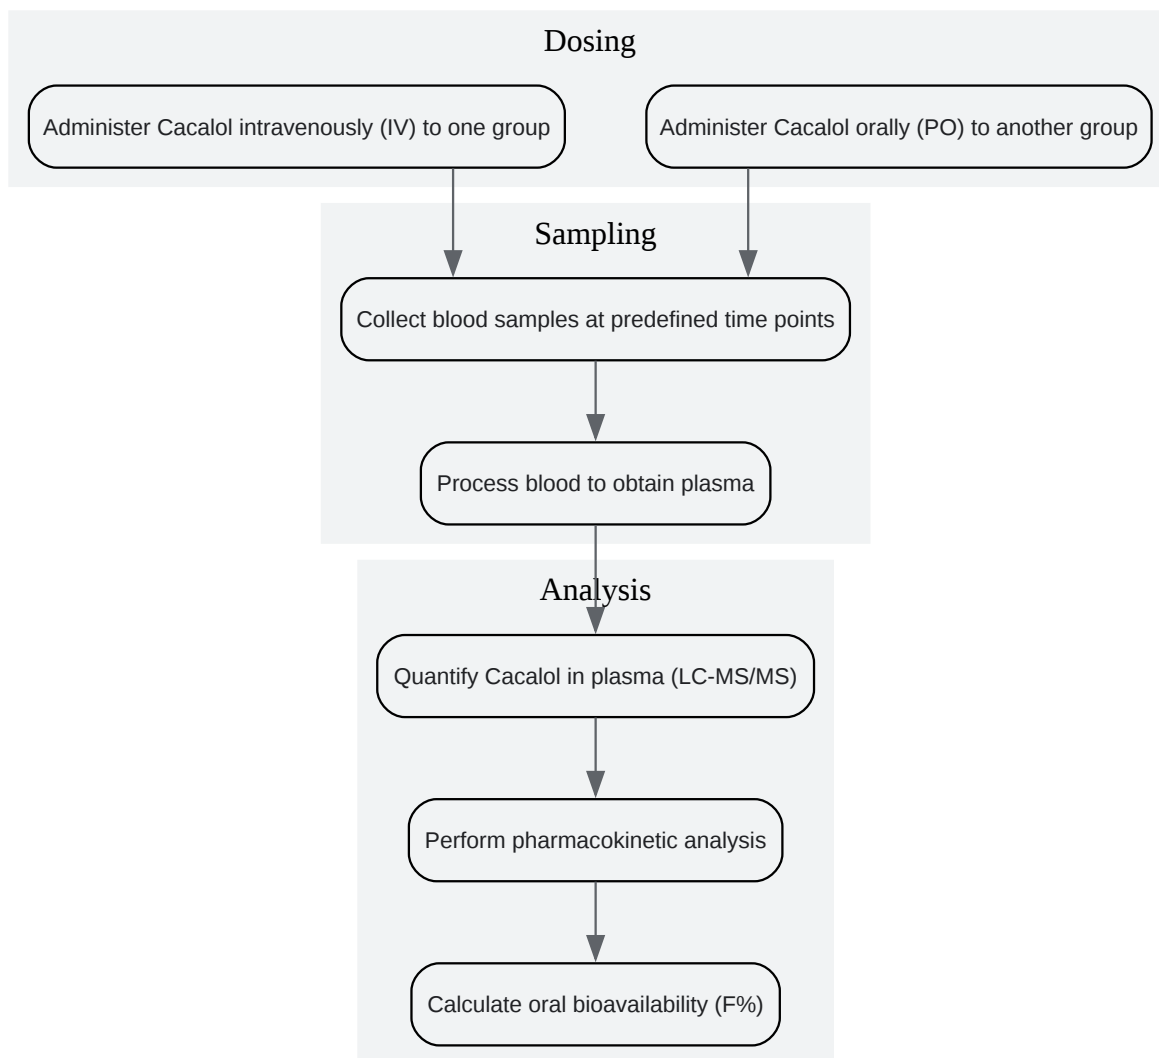 Dosing
Administer Cacalol intravenously (IV) to one group
Administer Cacalol orally (PO) to another group
Sampling
Collect blood samples at predefined time points
Process blood to obtain plasma
Analysis
Quantify Cacalol in plasma (LC-MS/MS)
Perform pharmacokinetic analysis
Calculate oral bioavailability (F%)